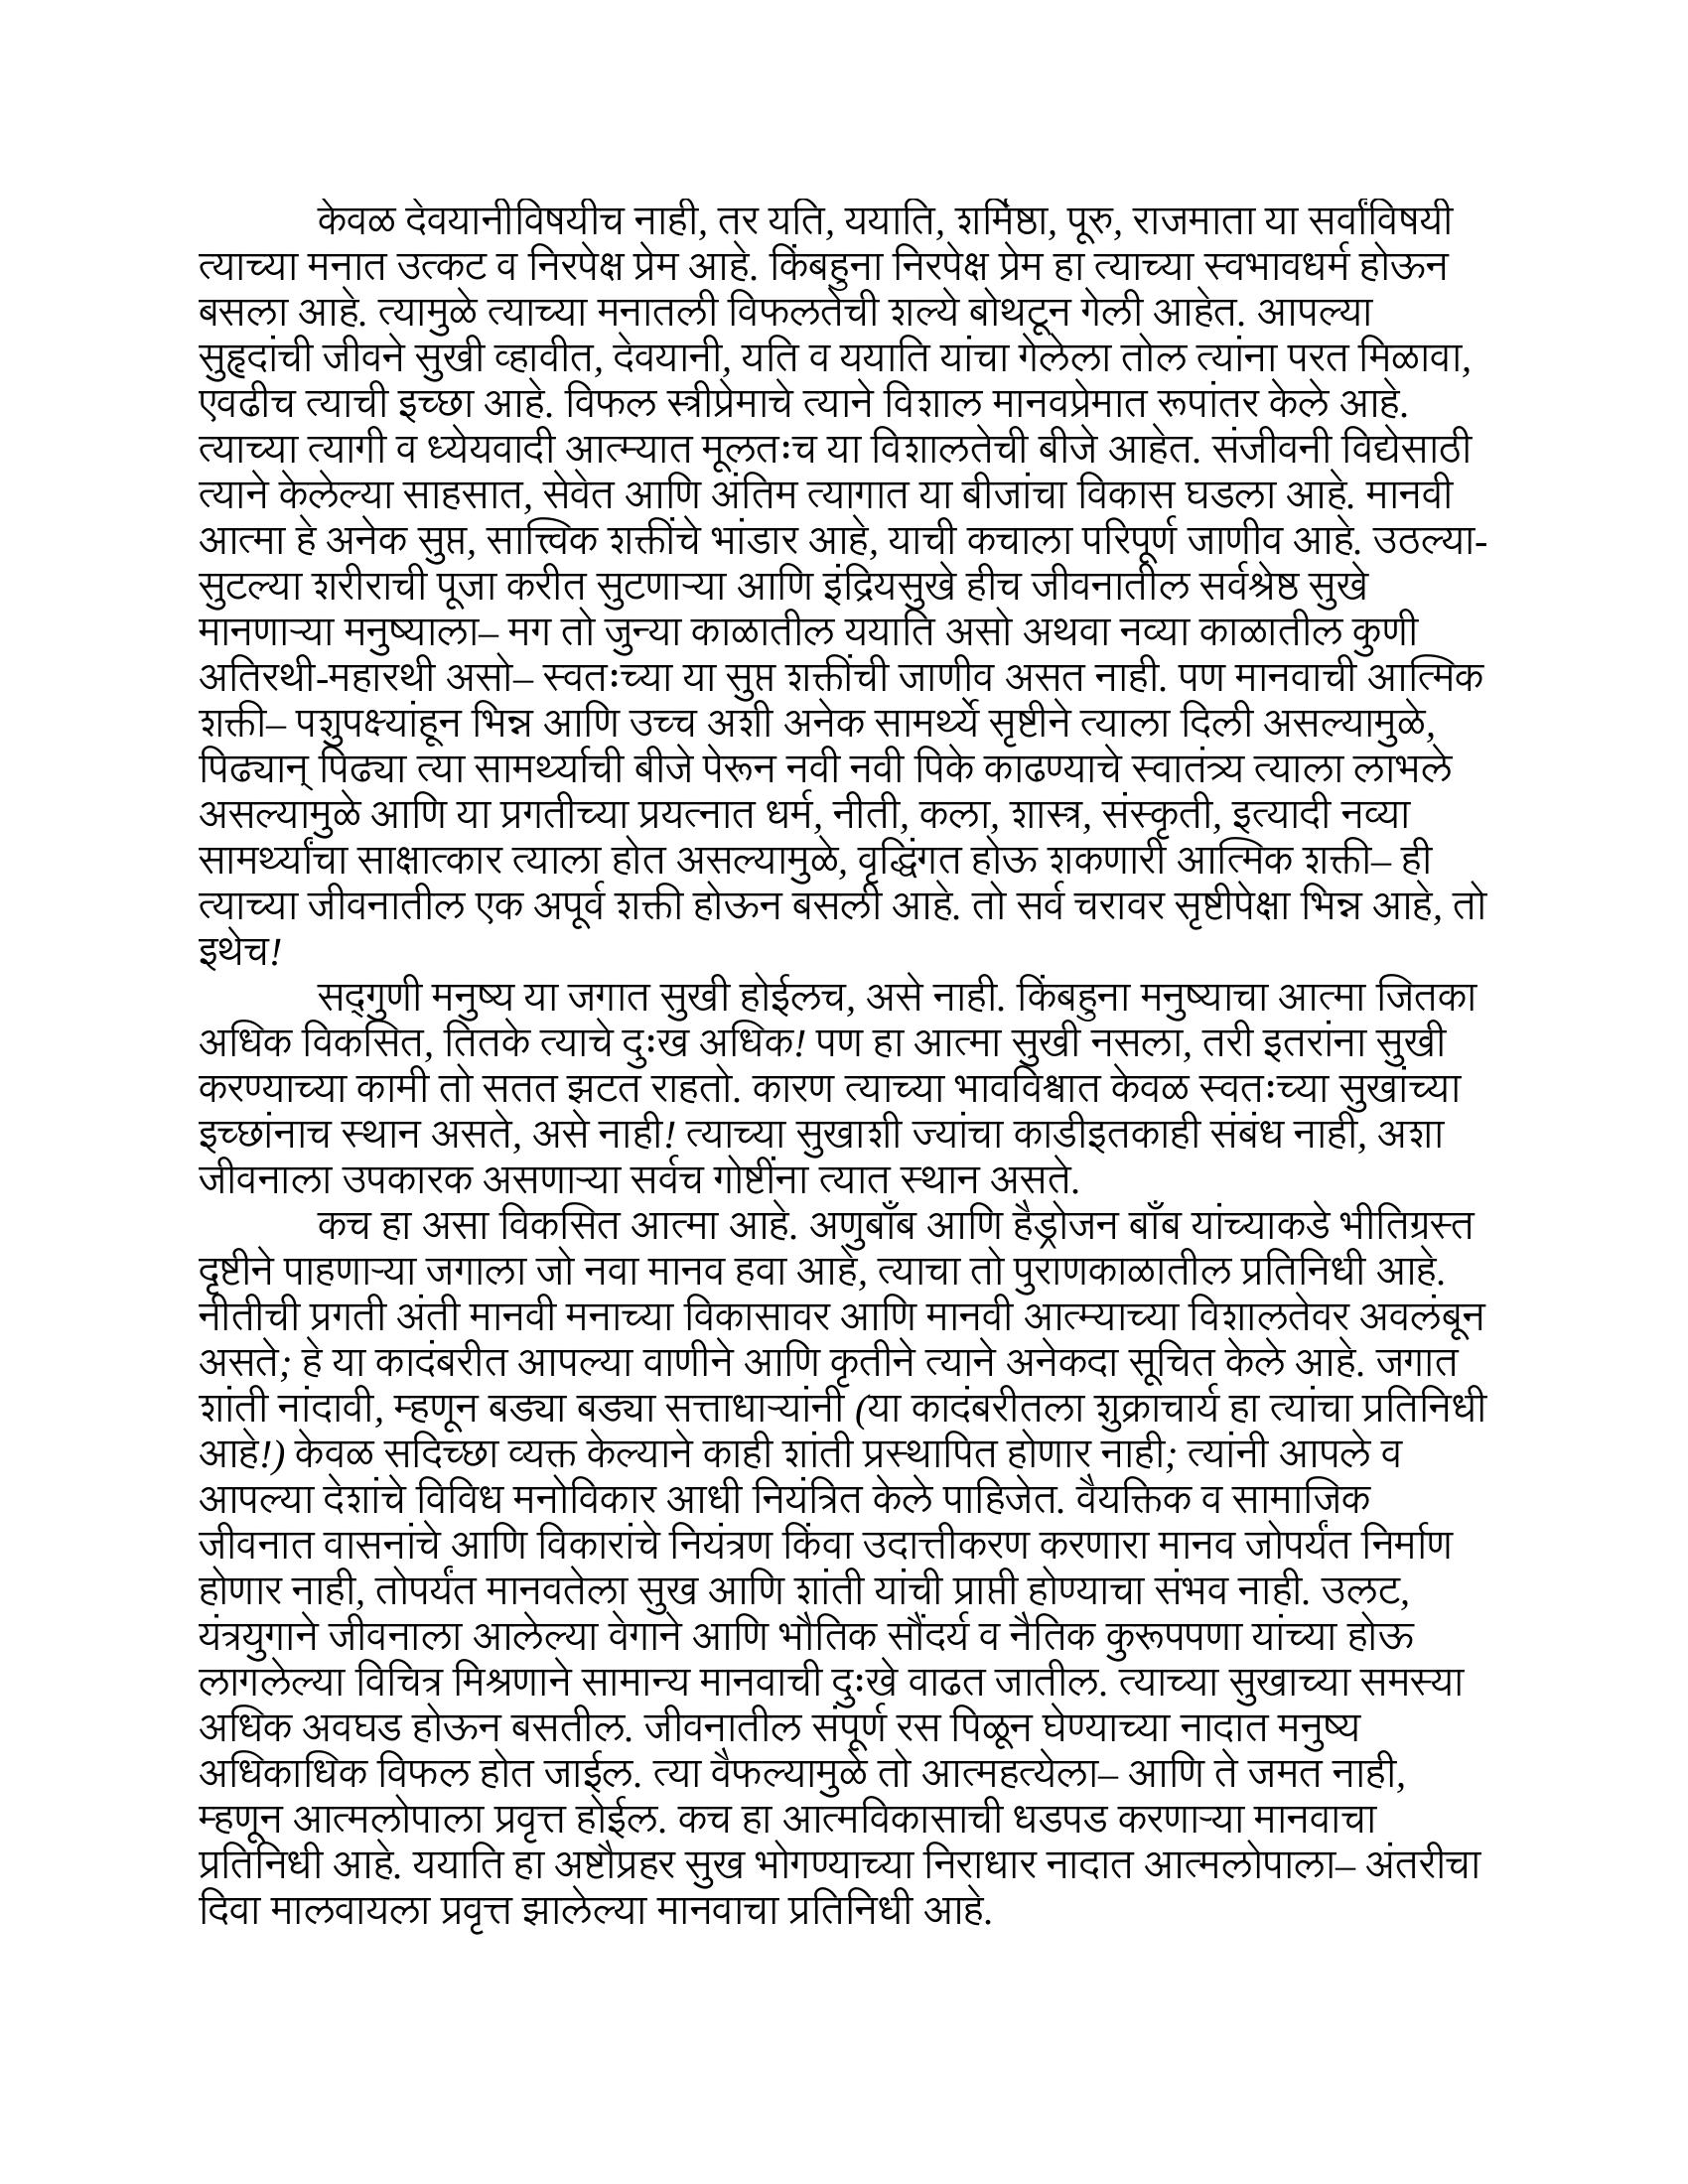 केवळ देवयानीविषयीच नाही, तर यति, ययाति, शर्मिष्ठा, पूरु, राजमाता या सर्वांविषयी
त्याच्या मनात उत्कट व निरपेक्ष प्रेम आहे. किंबहुना निरपेक्ष प्रेम हा त्याच्या स्वभावधर्म होऊन
बसला आहे. त्यामुळे त्याच्या मनातली विफलतेची शल्ये बोथटून गेली आहेत. आपल्या
सुहृदांची जीवने सुखी व्हावीत, देवयानी, यति व ययाति यांचा गेलेला तोल त्यांना परत मिळावा,
एवढीच त्याची इच्छा आहे. विफल स्त्रीप्रेमाचे त्याने विशाल मानवप्रेमात रूपांतर केले आहे.
त्याच्या त्यागी व ध्येयवादी आत्म्यात मूलतःच या विशालतेची बीजे आहेत. संजीवनी विद्येसाठी
त्याने केलेल्या साहसात, सेवेत आणि अंतिम त्यागात या बीजांचा विकास घडला आहे. मानवी
आत्मा हे अनेक सुप्त, सात्त्विक शक्तींचे भांडार आहे, याची कचाला परिपूर्ण जाणीव आहे. उठल्या-
सुटल्या शरीराची पूजा करीत सुटणाऱ्या आणि इंद्रियसुखे हीच जीवनातील सर्वश्रेष्ठ सुखे
मानणाऱ्या मनुष्याला– मग तो जुन्या काळातील ययाति असो अथवा नव्या काळातील कुणी
अतिरथी-महारथी असो– स्वतःच्या या सुप्त शक्तींची जाणीव असत नाही. पण मानवाची आत्मिक
शक्ती– पशुपक्ष्यांहून भिन्न आणि उच्च अशी अनेक सामर्थ्ये सृष्टीने त्याला दिली असल्यामुळे,
पिढ्यान् पिढ्या त्या सामर्थ्याची बीजे पेरून नवी नवी पिके काढण्याचे स्वातंत्र्य त्याला लाभले
असल्यामुळे आणि या प्रगतीच्या प्रयत्नात धर्म, नीती, कला, शास्त्र, संस्कृती, इत्यादी नव्या
सामर्थ्यांचा साक्षात्कार त्याला होत असल्यामुळे, वृद्धिंगत होऊ शकणारी आत्मिक शक्ती– ही
त्याच्या जीवनातील एक अपूर्व शक्ती होऊन बसली आहे. तो सर्व चरावर सृष्टीपेक्षा भिन्न आहे, तो
इथेच!
सद्‌गुणी मनुष्य या जगात सुखी होईलच, असे नाही. किंबहुना मनुष्याचा आत्मा जितका
अधिक विकसित, तितके त्याचे दुःख अधिक! पण हा आत्मा सुखी नसला, तरी इतरांना सुखी
करण्याच्या कामी तो सतत झटत राहतो. कारण त्याच्या भावविश्वात केवळ स्वतःच्या सुखांच्या
इच्छांनाच स्थान असते, असे नाही! त्याच्या सुखाशी ज्यांचा काडीइतकाही संबंध नाही, अशा
जीवनाला उपकारक असणाऱ्या सर्वच गोष्टींना त्यात स्थान असते.
कच हा असा विकसित आत्मा आहे. अणुबाँब आणि हैड्रोजन बाँब यांच्याकडे भीतिग्रस्त
दृष्टीने पाहणाऱ्या जगाला जो नवा मानव हवा आहे, त्याचा तो पुराणकाळातील प्रतिनिधी आहे.
नीतीची प्रगती अंती मानवी मनाच्या विकासावर आणि मानवी आत्म्याच्या विशालतेवर अवलंबून
असते; हे या कादंबरीत आपल्या वाणीने आणि कृतीने त्याने अनेकदा सूचित केले आहे. जगात
शांती नांदावी, म्हणून बड्या बड्या सत्ताधाऱ्यांनी (या कादंबरीतला शुक्राचार्य हा त्यांचा प्रतिनिधी
आहे!) केवळ सदिच्छा व्यक्त केल्याने काही शांती प्रस्थापित होणार नाही; त्यांनी आपले व
आपल्या देशांचे विविध मनोविकार आधी नियंत्रित केले पाहिजेत. वैयक्तिक व सामाजिक
जीवनात वासनांचे आणि विकारांचे नियंत्रण किंवा उदात्तीकरण करणारा मानव जोपर्यंत निर्माण
होणार नाही, तोपर्यंत मानवतेला सुख आणि शांती यांची प्राप्ती होण्याचा संभव नाही. उलट,
यंत्रयुगाने जीवनाला आलेल्या वेगाने आणि भौतिक सौंदर्य व नैतिक कुरूपपणा यांच्या होऊ
लागलेल्या विचित्र मिश्रणाने सामान्य मानवाची दुःखे वाढत जातील. त्याच्या सुखाच्या समस्या
अधिक अवघड होऊन बसतील. जीवनातील संपूर्ण रस पिळून घेण्याच्या नादात मनुष्य
अधिकाधिक विफल होत जाईल. त्या वैफल्यामुळे तो आत्महत्येला– आणि ते जमत नाही,
म्हणून आत्मलोपाला प्रवृत्त होईल. कच हा आत्मविकासाची धडपड करणाऱ्या मानवाचा
प्रतिनिधी आहे. ययाति हा अष्टौप्रहर सुख भोगण्याच्या निराधार नादात आत्मलोपाला– अंतरीचा
दिवा मालवायला प्रवृत्त झालेल्या मानवाचा प्रतिनिधी आहे.